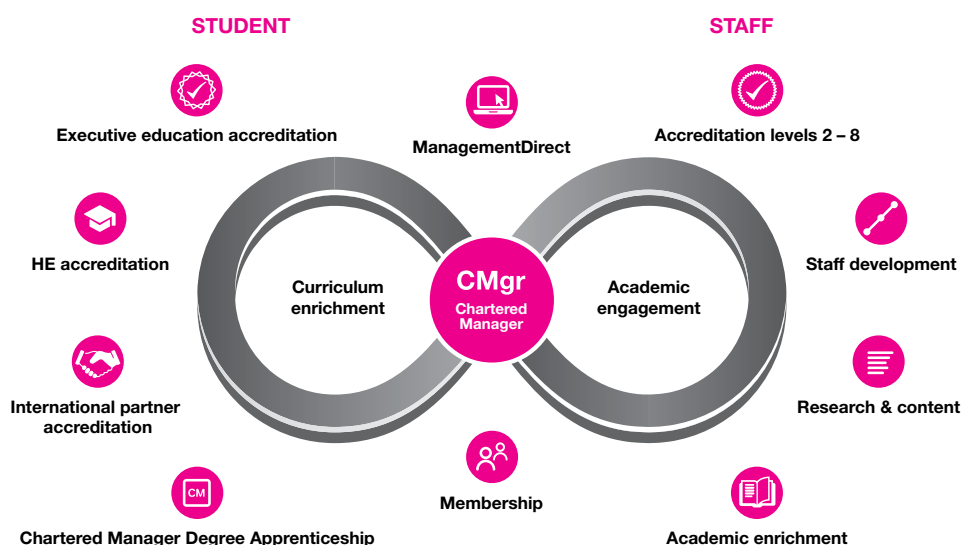 STUDENT
STAFF
Executive education accreditation
ManagementDirect
Accreditation levels 2 – 8
HE accreditation
Curriculum
enrichment
CMgr
Chartered
Manager
Academic
engagement
Staff development
International partner
accreditation
Research & content
CM
Chartered Manager Degree Apprenticeship
Membership
Academic enrichment